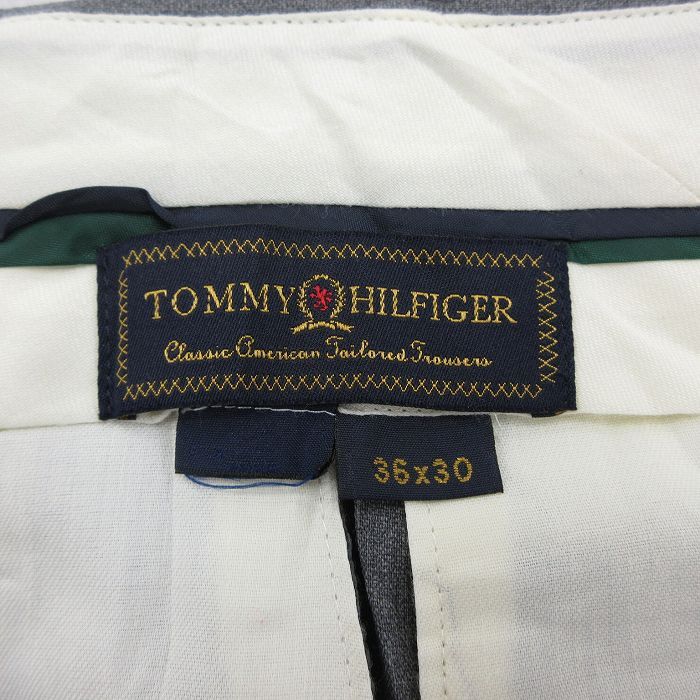 TOMMY HILFIGER
Classic American Tailored Trousers
36x30